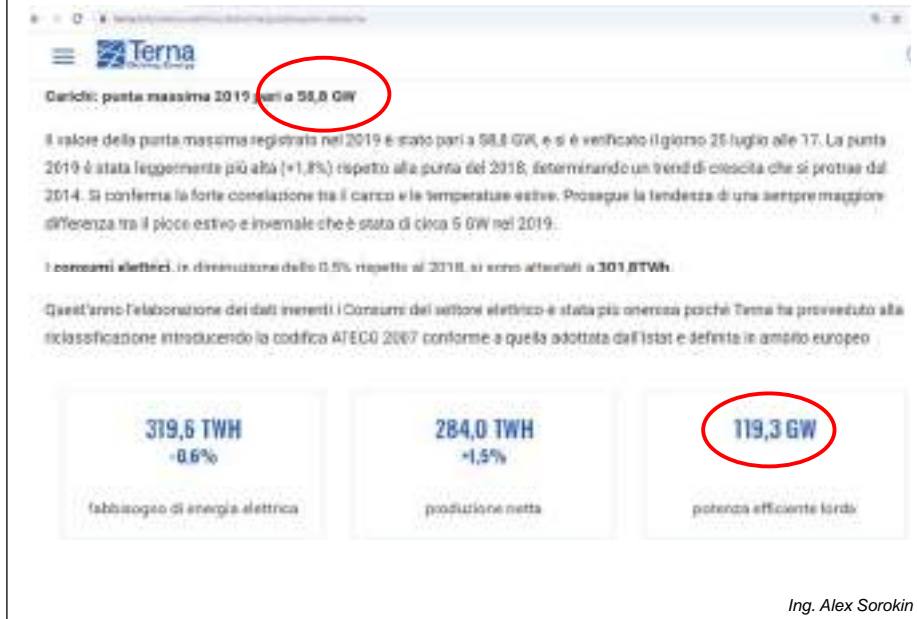 Terna
Driving Energy
Carichi: punta massima 2019 pari a 58,8 GW
Il valore della punta massima registrato nel 2019 è stato pari a 58,8 GW, e si è verificato il giorno 25 luglio alle 17. La punta
2019 è stata leggermente più alta (+1,8%) rispetto alla punta del 2018, determinando un trend di crescita che si protrae dal
2014. Si conferma la forte correlazione tra il carico e le temperature estive. Prosegue la tendenza di una sempre maggiore
differenza tra il picco estivo e invernale che è stata di circa 5 GW nel 2019.
I consumi elettrici, in diminuzione dello 0,5% rispetto al 2018, si sono attestati a 301,8TWh.
Quest'anno l'elaborazione dei dati inerenti i Consumi del settore elettrico è stata più onerosa poiché Terna ha provveduto alla
riclassificazione introducendo la codifica ATECO 2007 conforme a quella adottata dall'Istat e definita in ambito europeo
319,6 TWH
-0,6%
fabbisogno di energia elettrica
284,0 TWH
+1,5%
produzione netta
119,3 GW
potenza efficiente lorda
Ing. Alex Sorokin